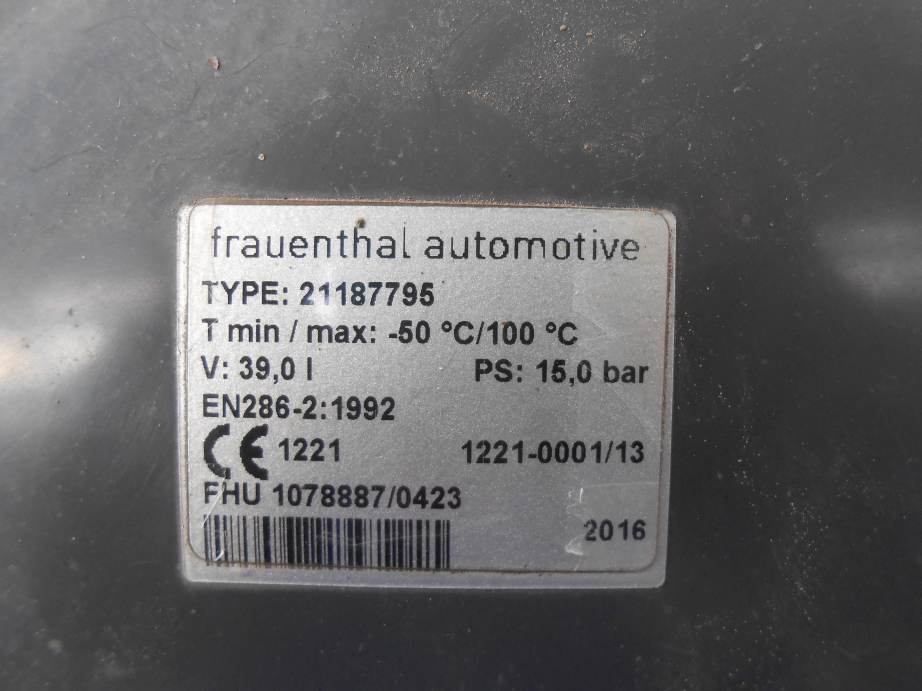 frauenthal automotive
TYPE: 21187795
T min / max: -50 °C/100 °C
V: 39,0 l PS: 15,0 bar
EN286-2:1992
CE 1221 1221-0001/13
FHU 1078887/0423
2016